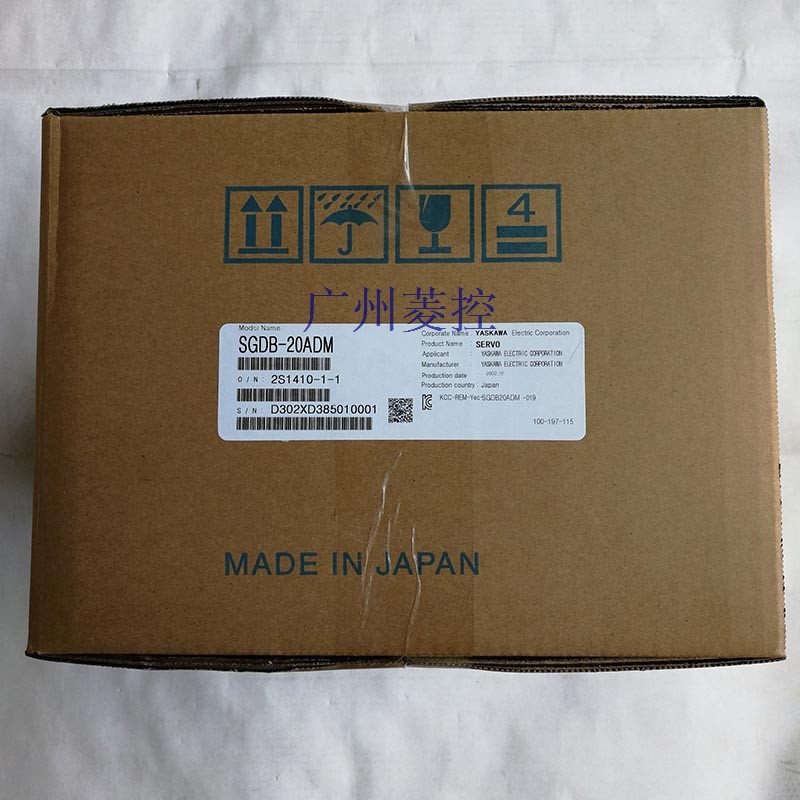 4
广州菱控
Model Name
SGDB-20ADM
O/N: 2S1410-1-1
S/N: D302XD385010001
Corporate Name : YASKAWA Electric Corporation
Product Name : SERVO
Applicant : YASKAWA ELECTRIC CORPORATION
Manufacturer : YASKAWA ELECTRIC CORPORATION
Production date
Production country : Japan
KCC-REM-Yec-SGDB20ADM -019
100-197-115
MADE IN JAPAN